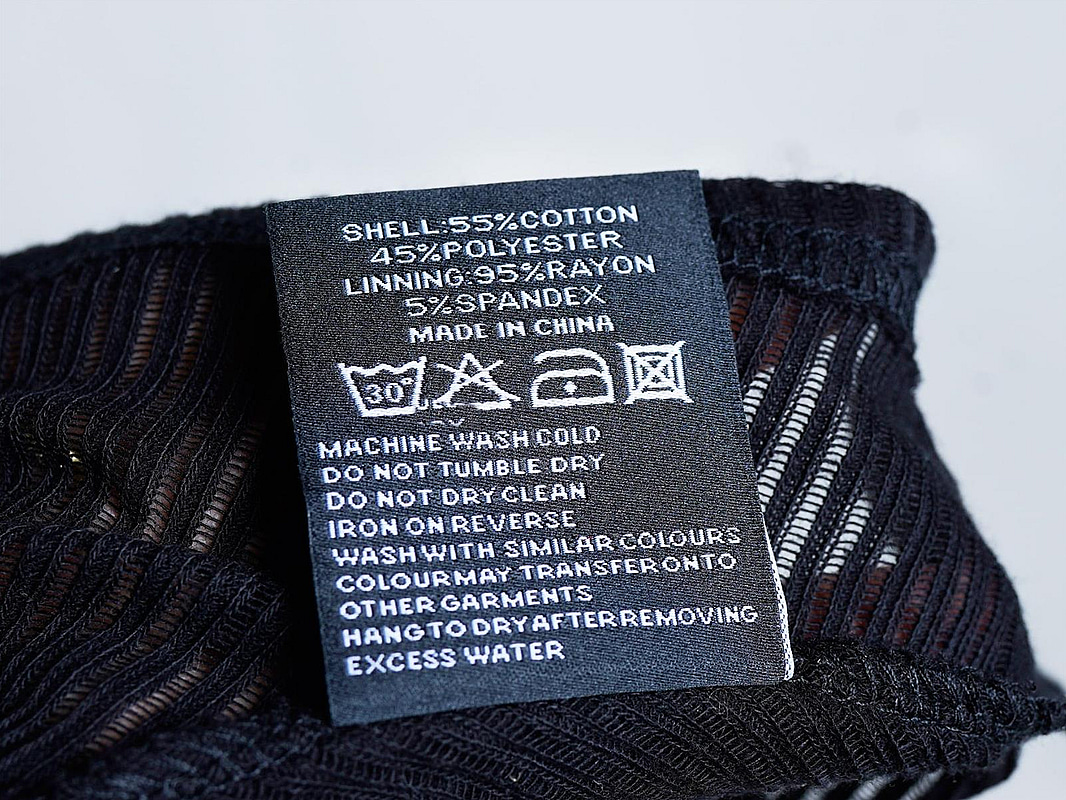 SHELL:55%COTTON
45%POLYESTER
LINNING:95%RAYON
5%SPANDEX
MADE IN CHINA
30°
MACHINE WASH COLD
DO NOT TUMBLE DRY
DO NOT DRY CLEAN
IRON ON REVERSE
WASH WITH SIMILAR COLOURS
COLOUR MAY TRANSFER ONTO
OTHER GARMENTS
HANG TO DRY AFTER REMOVING
EXCESS WATER